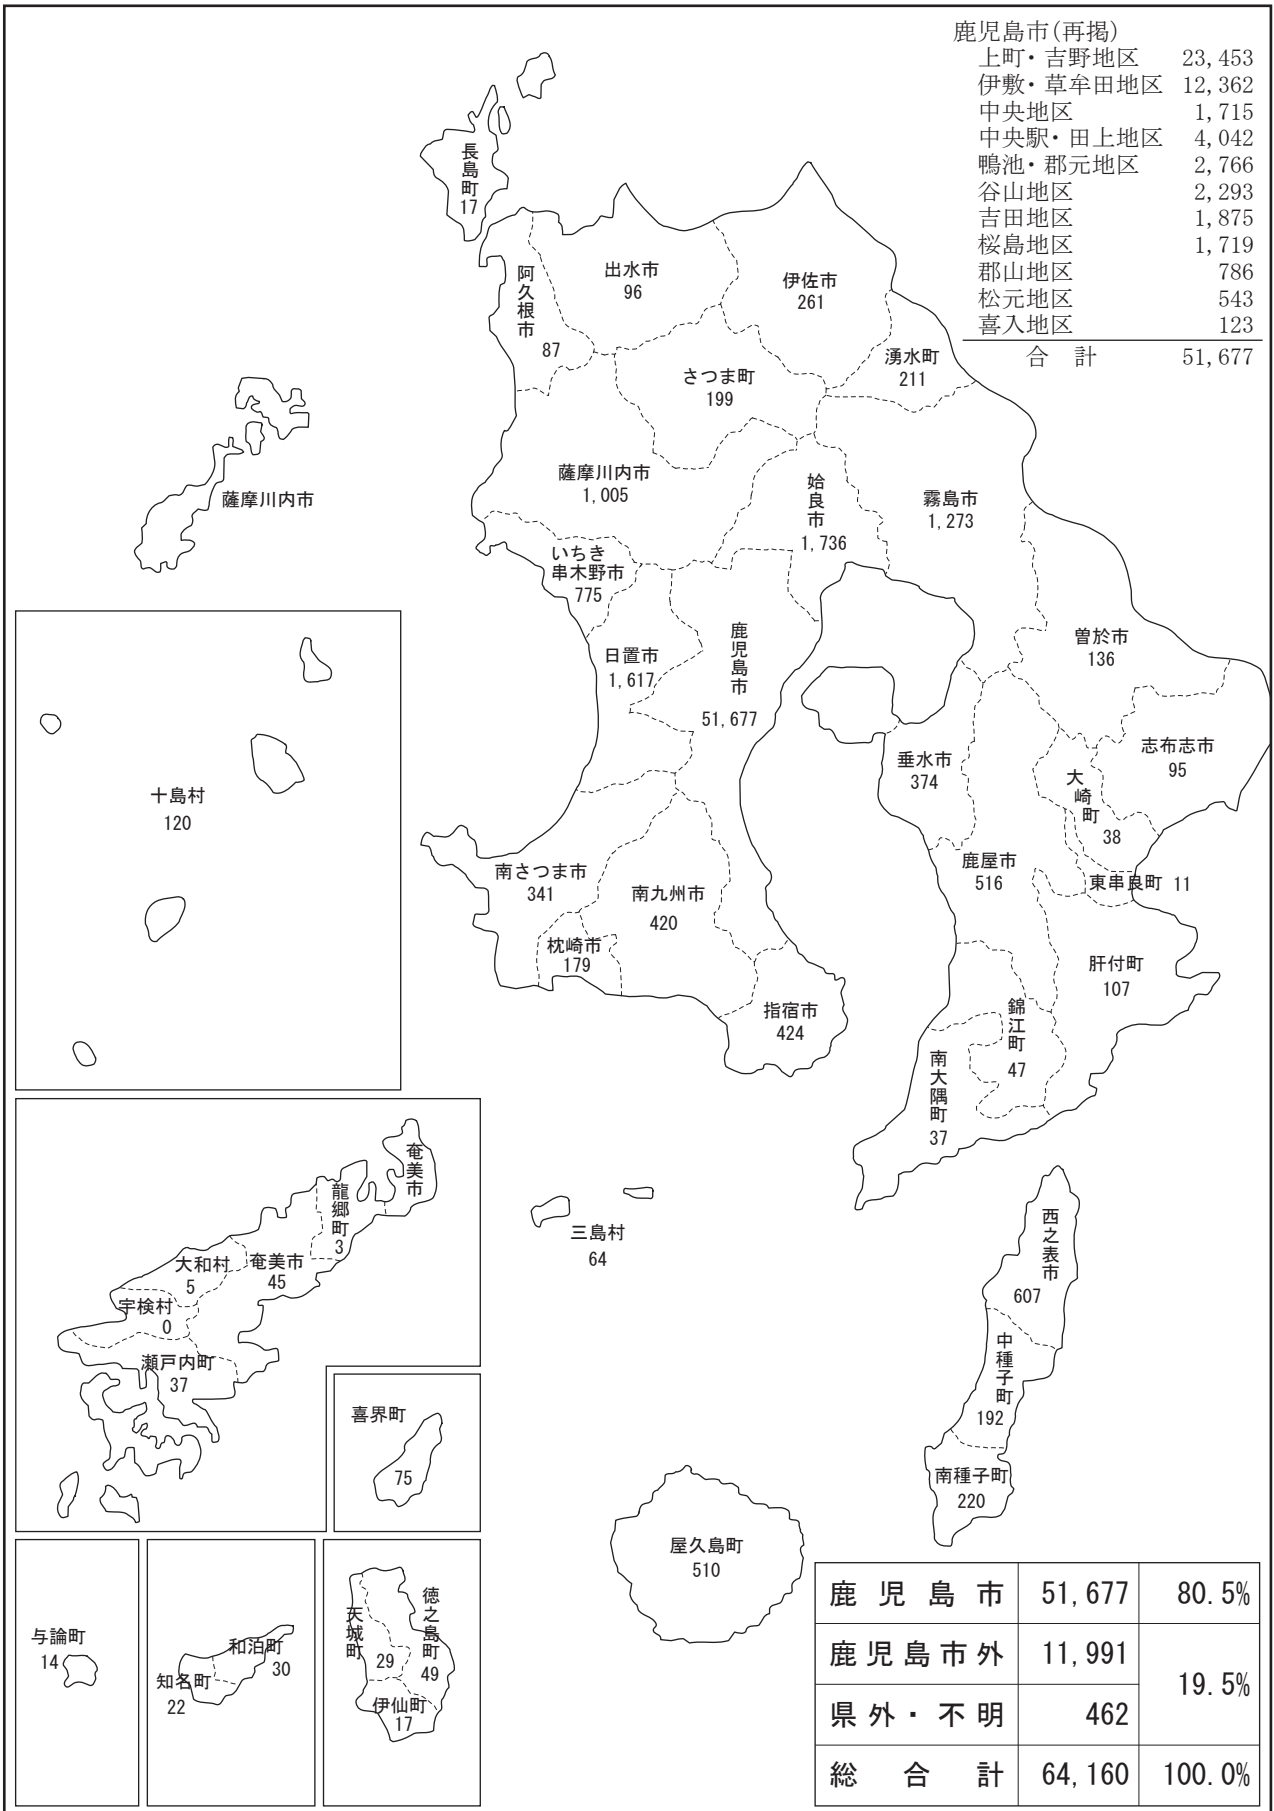 鹿児島市(再掲)
上町・吉野地区 23,453
伊敷・草牟田地区 12,362
中央地区 1,715
中央駅・田上地区 4,042
鴨池・郡元地区 2,766
谷山地区 2,293
吉田地区 1,875
桜島地区 1,719
郡山地区 786
松元地区 543
喜入地区 123
合 計 51,677
長島町
17
阿久根市
87
出水市
96
伊佐市
261
湧水町
211
さつま町
199
薩摩川内市
1,005
薩摩川内市
姶良市
1,736
霧島市
1,273
いちき
串木野市
775
日置市
1,617
鹿児島市
51,677
曽於市
136
志布志市
95
大崎町
38
垂水市
374
鹿屋市
516
東串良町 11
肝付町
107
南さつま市
341
枕崎市
179
南九州市
420
指宿市
424
錦江町
47
南大隅町
37
十島村
120
奄美市
龍郷町
3
大和村
5
奄美市
45
宇検村
0
瀬戸内町
37
喜界町
75
三島村
64
西之表市
607
中種子町
192
南種子町
220
屋久島町
510
与論町
14
和泊町
30
知名町
22
天城町
29
徳之島町
49
伊仙町
17
鹿児島市 51,677 80.5%
鹿児島市外 11,991
19.5%
県外・不明 462
総合計 64,160 100.0%